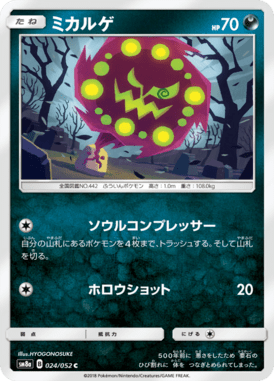 たね ミカルゲ HP70
全国図鑑NO.442 ふういんポケモン 高さ:1.0m 重さ:108.0kg
ソウルコンプレッサー
自分の山札にあるポケモンを4枚まで、トラッシュする。そして山札
を切る。
ホロウショット 20
弱点 抵抗力 にげる
illus.HYOGONOSUKE
sm8a D 024/052 C
©2018 Pokémon/Nintendo/Creatures/GAME FREAK.
500年前に 悪さをしたため 要石の
ひび割れに 体を つなぎとめられてしまった。